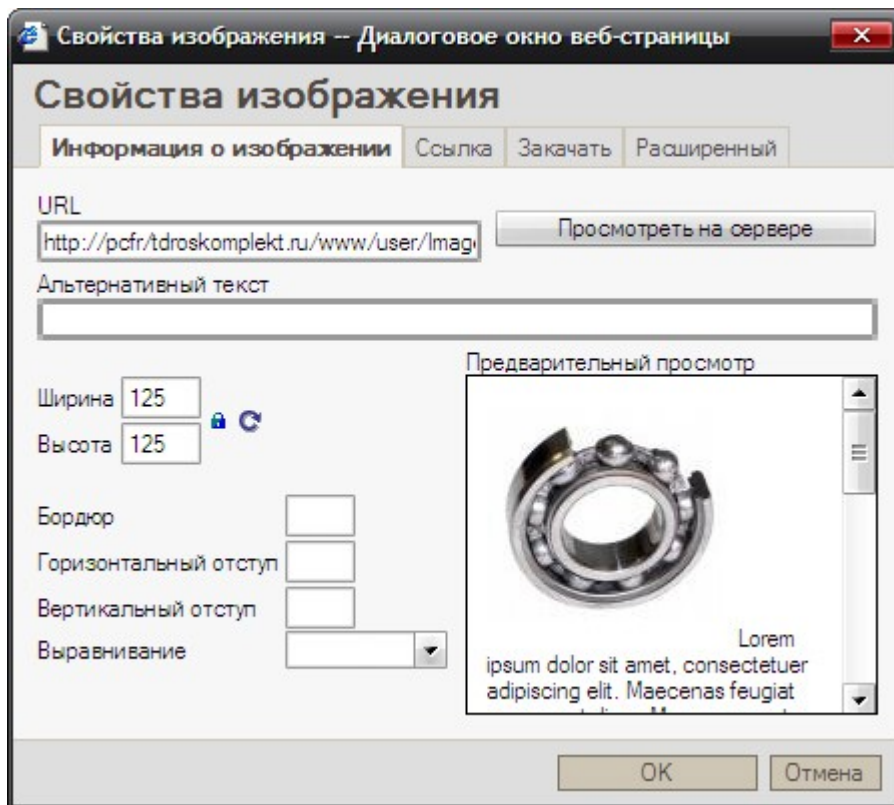 Свойства изображения -- Диалоговое окно веб-страницы
Свойства изображения
Информация о изображении Ссылка Закачать Расширенный
URL
http://pcfr/tdroskomplekt.ru/www/user/Imag
Просмотреть на сервере
Альтернативный текст
Ширина 125
Высота 125
Бордюр
Горизонтальный отступ
Вертикальный отступ
Выравнивание
Предварительный просмотр
Lorem
ipsum dolor sit amet, consectetuer
adipiscing elit. Maecenas feugiat
OK Отмена